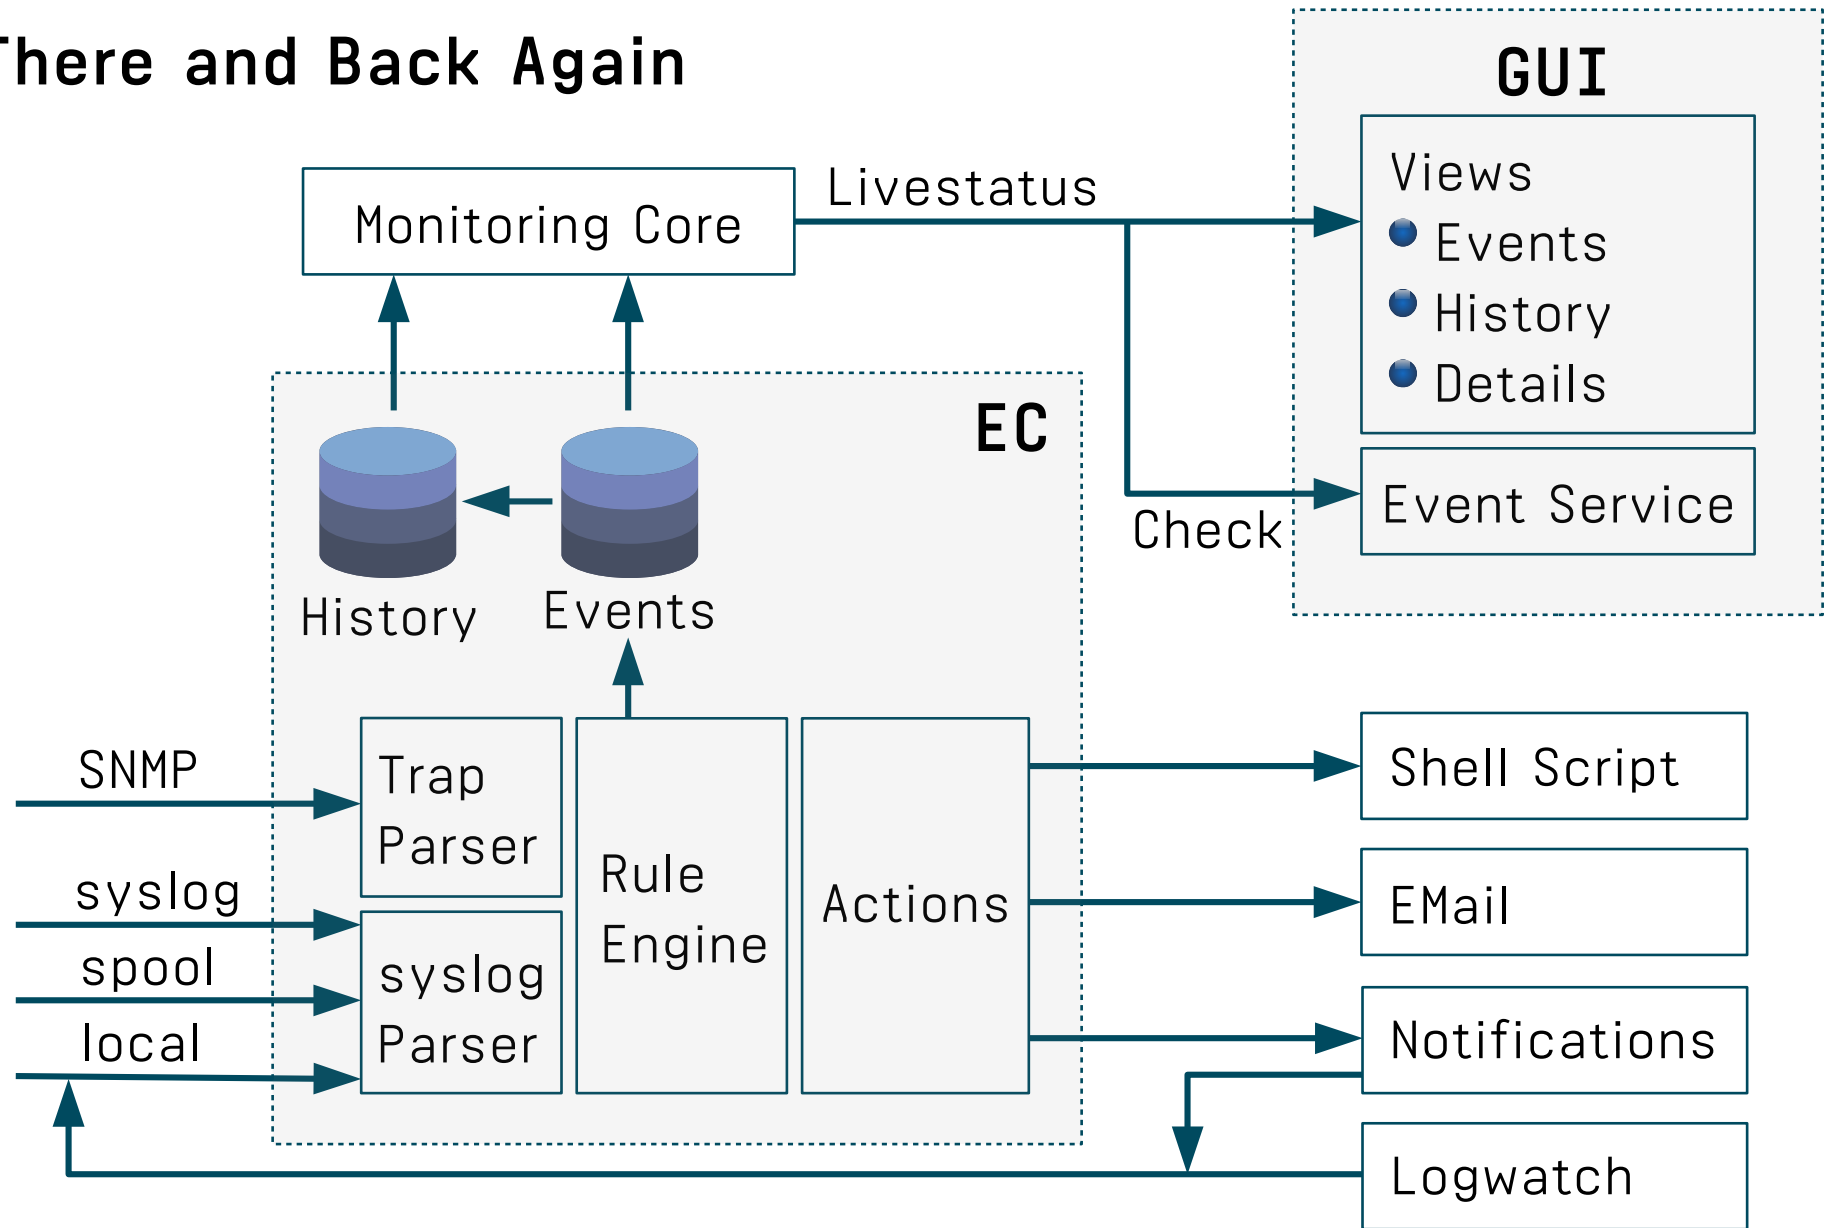 There and Back Again
GUI
Views
Events
History
Details
Livestatus
Monitoring Core
EC
Event Service
Check
History
Events
SNMP
Trap
Parser
syslog
spool
local
syslog
Parser
Rule
Engine
Actions
Shell Script
EMail
Notifications
Logwatch